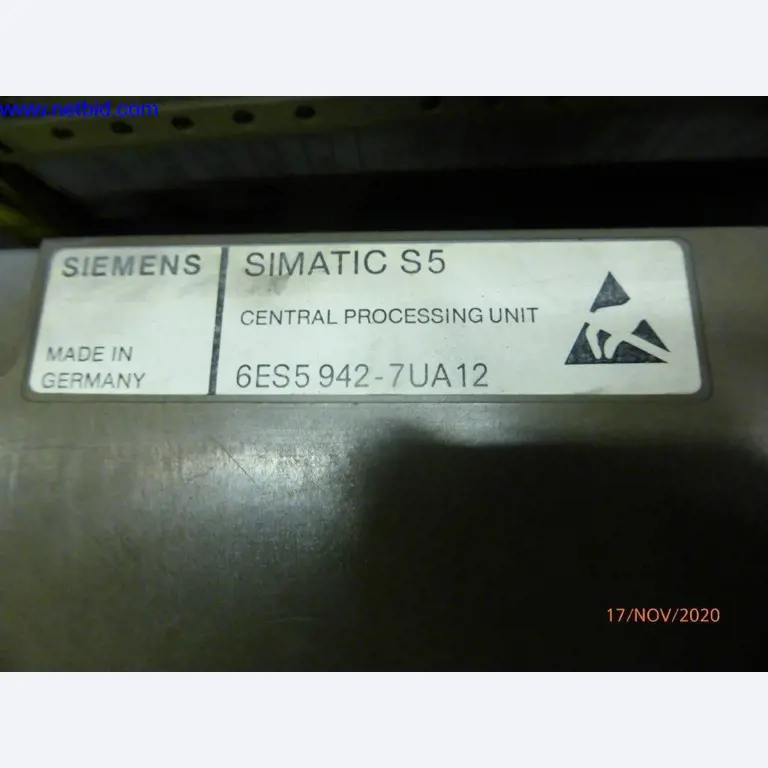 www.netbid.com
SIEMENS
SIMATIC S5
CENTRAL PROCESSING UNIT
MADE IN
GERMANY
6ES5 942-7UA12
17/NOV/2020